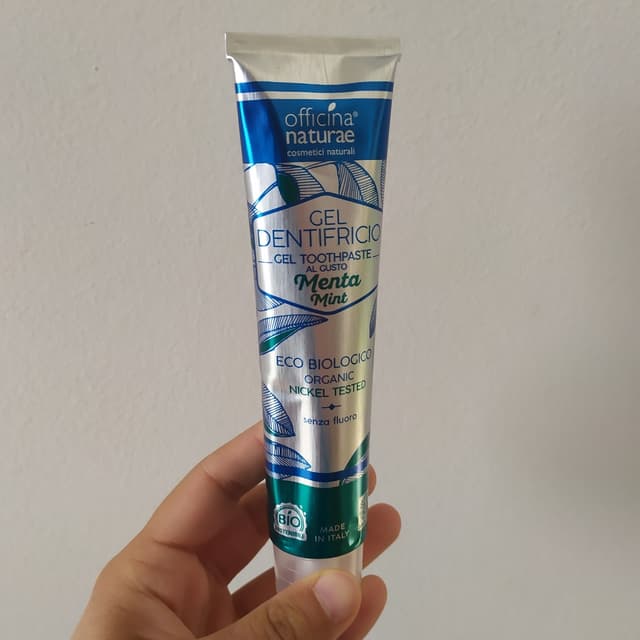 officina®
naturae
cosmetici naturali
GEL
DENTIFRICIO
GEL TOOTHPASTE
AL GUSTO
Menta
Mint
ECO BIOLOGICO
ORGANIC
NICKEL TESTED
senza fluoro
BIO
MADE
IN ITALY